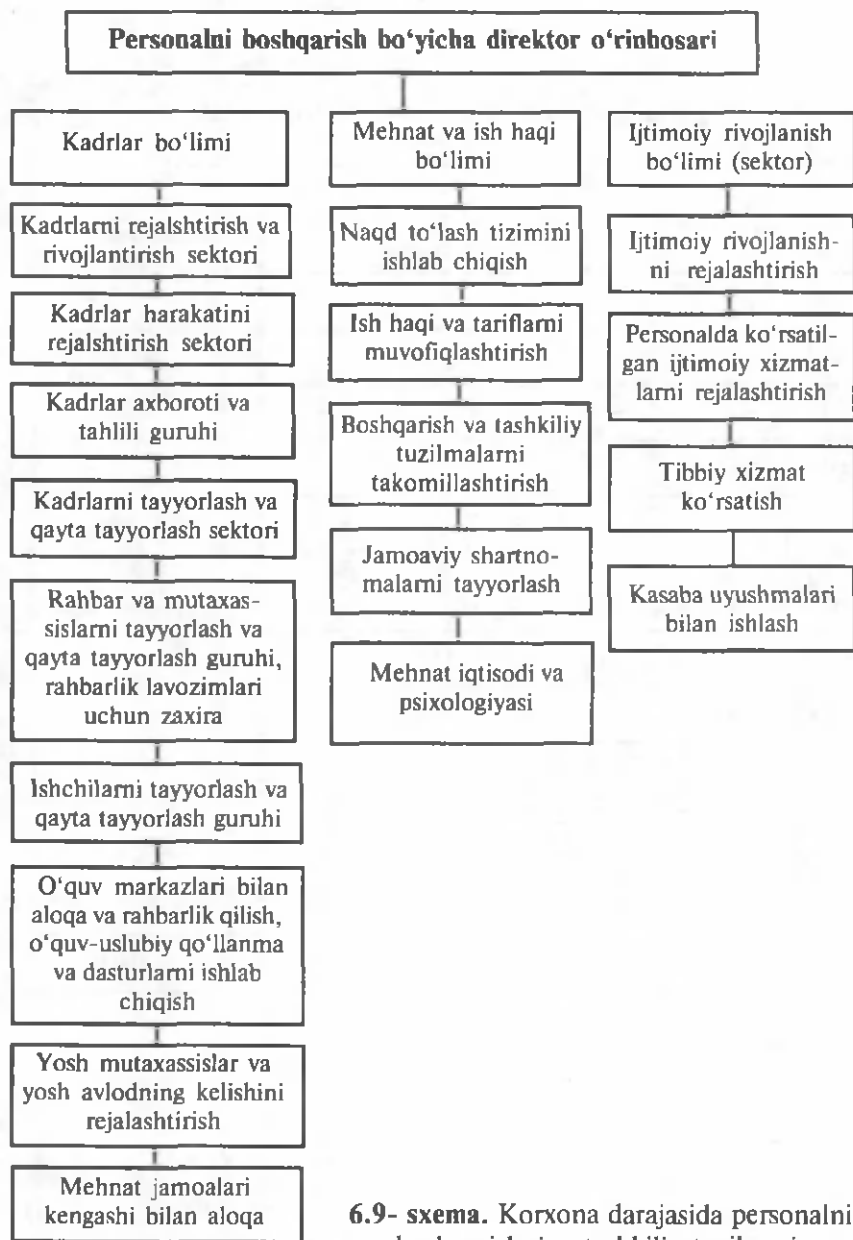 Personalni boshqarish bo‘yicha direktor o‘rinbosari
Kadrlar bo‘limi
Kadrlarni rejalshtirish va
rivojlantirish sektori
Kadrlar harakatini
rejalshtirish sektori
Kadrlar axboroti va
tahlili guruhi
Kadrlarni tayyorlash va
qayta tayyorlash sektori
Rahbar va mutaxas-
sislarni tayyorlash va
qayta tayyorlash guruhi,
rahbarlik lavozimlari
uchun zaxira
Ishchilarni tayyorlash va
qayta tayyorlash guruhi
O‘quv markazlari bilan
aloqa va rahbarlik qilish,
o‘quv-uslubiy qo‘llanma
va dasturlarni ishlab
chiqish
Yosh mutaxassislar va
yosh avlodning kelishini
rejalashtirish
Mehnat jamoalari
kengashi bilan aloqa
Mehnat va ish haqi
bo‘limi
Naqd to‘lash tizimini
ishlab chiqish
Ish haqi va tariflarni
muvofiqlashtirish
Boshqarish va tashkiliy
tuzilmalarni
takomillashtirish
Jamoaviy shartno-
malarni tayyorlash
Mehnat iqtisodi va
psixologiyasi
Ijtimoiy rivojlanish
bo‘limi (sektor)
Ijtimoiy rivojlanish-
ni rejalashtirish
Personalda ko‘rsatil-
gan ijtimoiy xizmat-
larni rejalashtirish
Tibbiy xizmat
ko‘rsatish
Kasaba uyushmalari
bilan ishlash
6.9- sxema. Korxona darajasida personalni